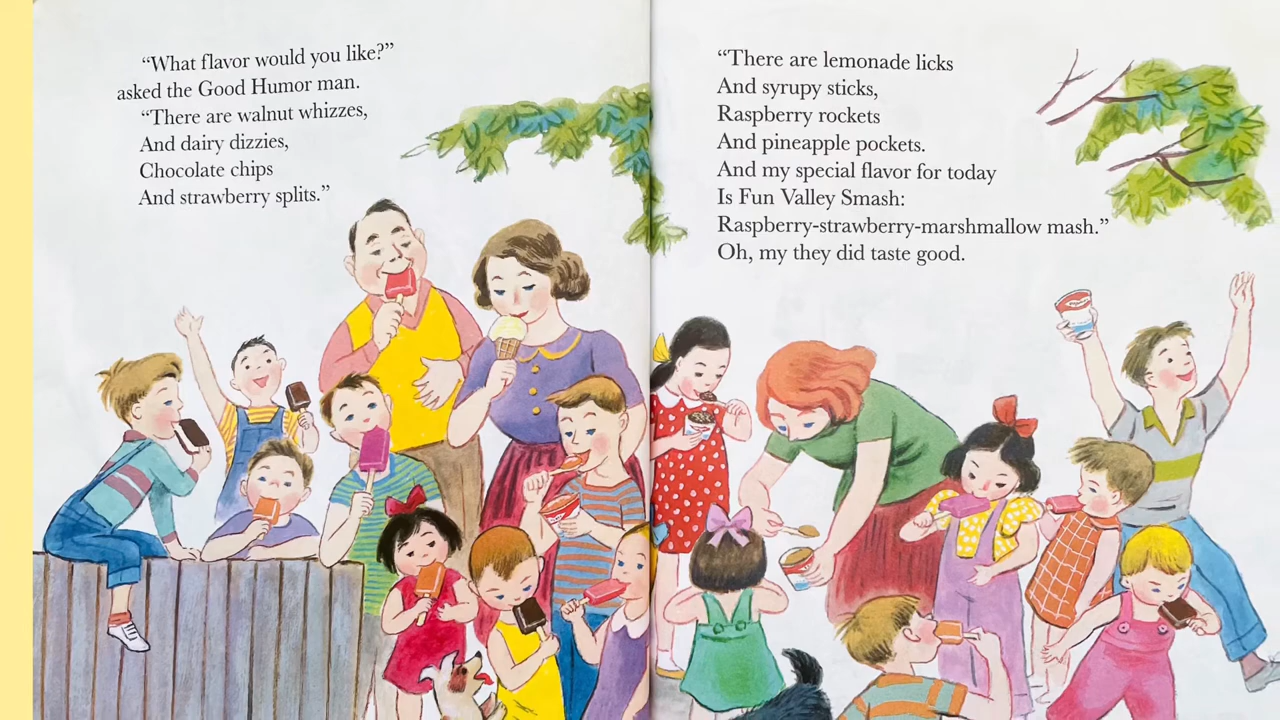 “What flavor would you like?”
asked the Good Humor man.
“There are walnut whizzes,
And dairy dizzies,
Chocolate chips
And strawberry splits.”
“There are lemonade licks
And syrupy sticks,
Raspberry rockets
And pineapple pockets.
And my special flavor for today
Is Fun Valley Smash:
Raspberry-strawberry-marshmallow mash.”
Oh, my they did taste good.